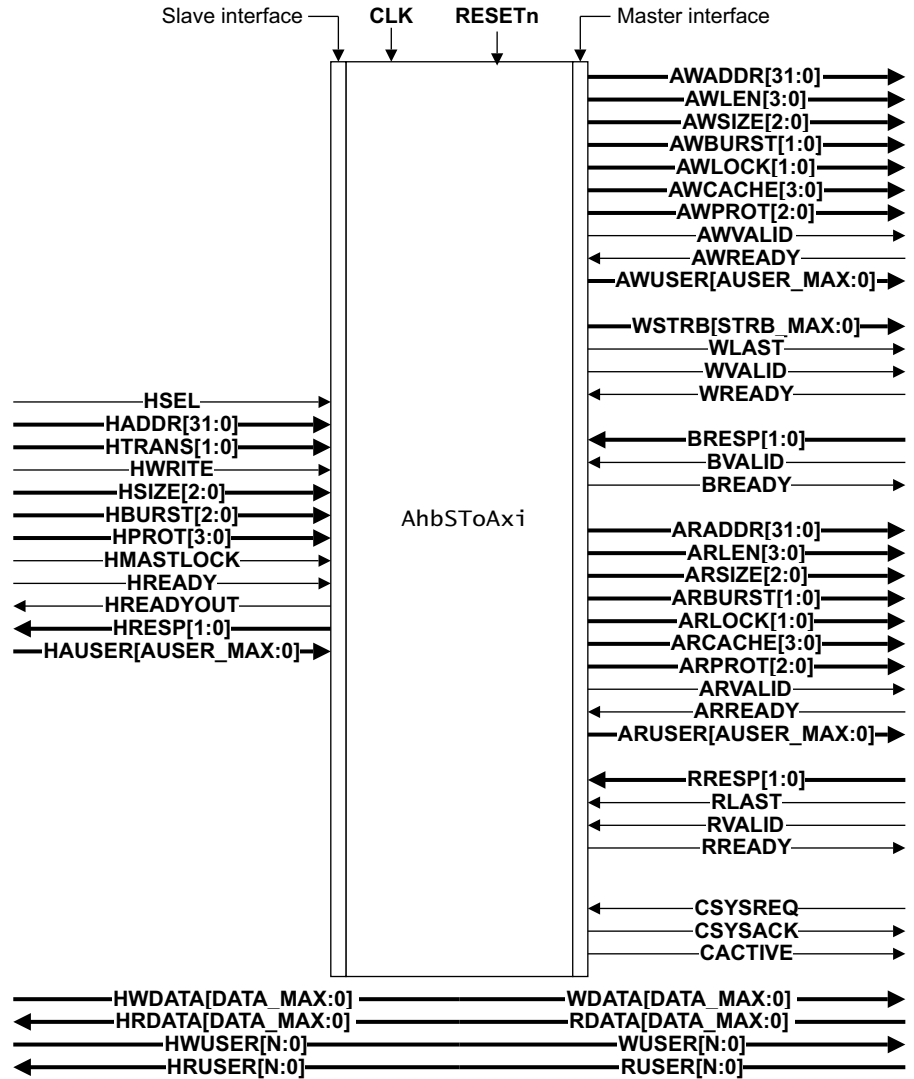 Slave interface CLK RESETn Master interface
AWADDR[31:0]
AWLEN[3:0]
AWSIZE[2:0]
AWBURST[1:0]
AWLOCK[1:0]
AWCACHE[3:0]
AWPROT[2:0]
AWVALID
AWREADY
AWUSER[AUSER_MAX:0]
WSTRB[STRB_MAX:0]
WLAST
WVALID
WREADY
BRESP[1:0]
BVALID
BREADY
ARADDR[31:0]
ARLEN[3:0]
ARSIZE[2:0]
ARBURST[1:0]
ARLOCK[1:0]
ARCACHE[3:0]
ARPROT[2:0]
ARVALID
ARREADY
ARUSER[AUSER_MAX:0]
RRESP[1:0]
RLAST
RVALID
RREADY
CSYSREQ
CSYSACK
CACTIVE
HSEL
HADDR[31:0]
HTRANS[1:0]
HWRITE
HSIZE[2:0]
HBURST[2:0]
HPROT[3:0]
HMASTLOCK
HREADY
HREADYOUT
HRESP[1:0]
HAUSER[AUSER_MAX:0]
AhbSToAxi
HWDATA[DATA_MAX:0] WDATA[DATA_MAX:0]
HRDATA[DATA_MAX:0] RDATA[DATA_MAX:0]
HWUSER[N:0] WUSER[N:0]
HRUSER[N:0] RUSER[N:0]